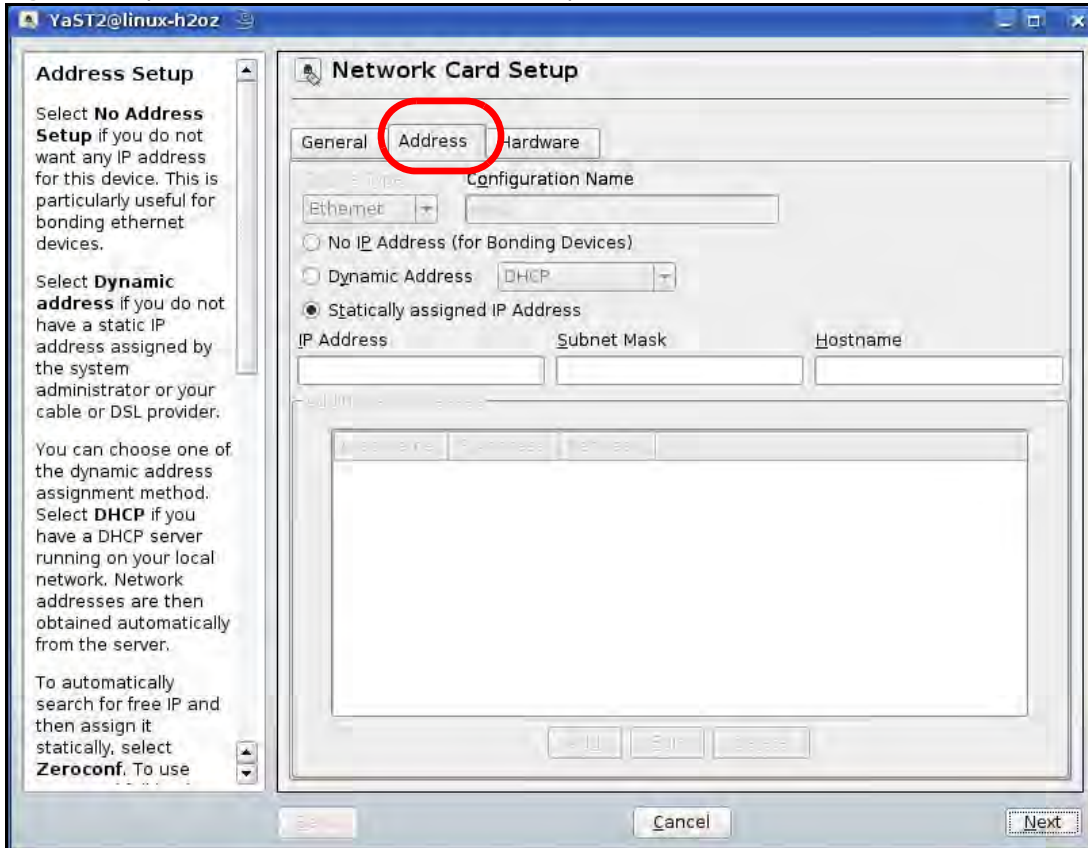 YaST2@linux-h2oz
Address Setup
Select No Address
Setup if you do not
want any IP address
for this device. This is
particularly useful for
bonding ethernet
devices.
Select Dynamic
address if you do not
have a static IP
address assigned by
the system
administrator or your
cable or DSL provider.
You can choose one of
the dynamic address
assignment method.
Select DHCP if you
have a DHCP server
running on your local
network. Network
addresses are then
obtained automatically
from the server.
To automatically
search for free IP and
then assign it
statically, select
Zeroconf. To use
Network Card Setup
General Address Hardware
Configuration Name
Ethernet
No IP Address (for Bonding Devices)
Dynamic Address DHCP
Statically assigned IP Address
IP Address Subnet Mask Hostname
Cancel Next